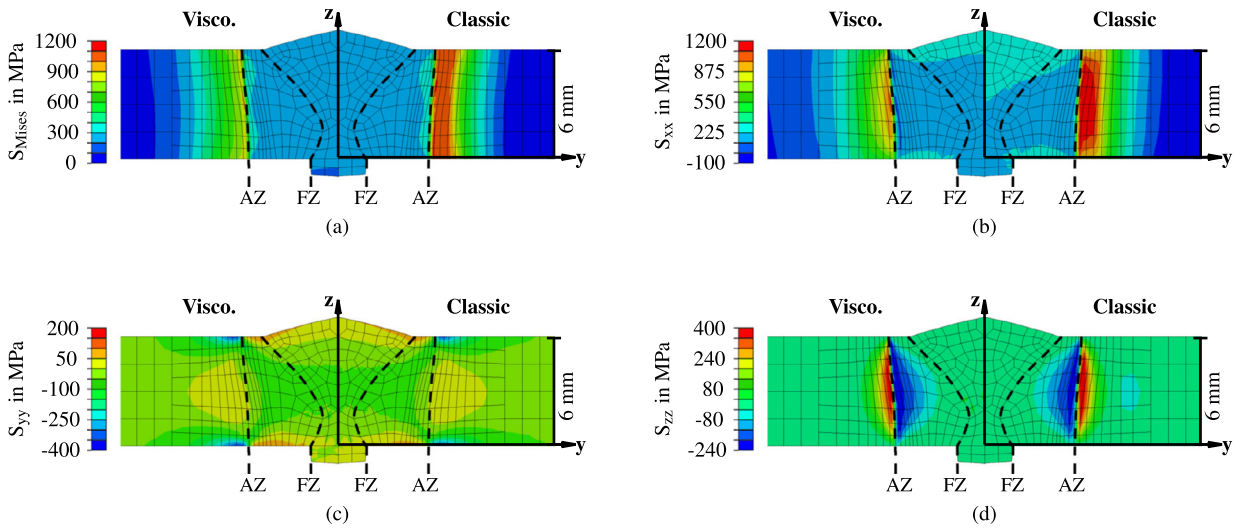 Visco. z Classic
1200
900
600
300
0
S_Mises in MPa
6 mm
y
AZ FZ FZ AZ
(a)
Visco. z Classic
1200
875
550
225
-100
S_xx in MPa
6 mm
y
AZ FZ FZ AZ
(b)
Visco. z Classic
200
50
-100
-250
-400
S_yy in MPa
6 mm
y
AZ FZ FZ AZ
(c)
Visco. z Classic
400
240
80
-80
-240
S_zz in MPa
6 mm
y
AZ FZ FZ AZ
(d)